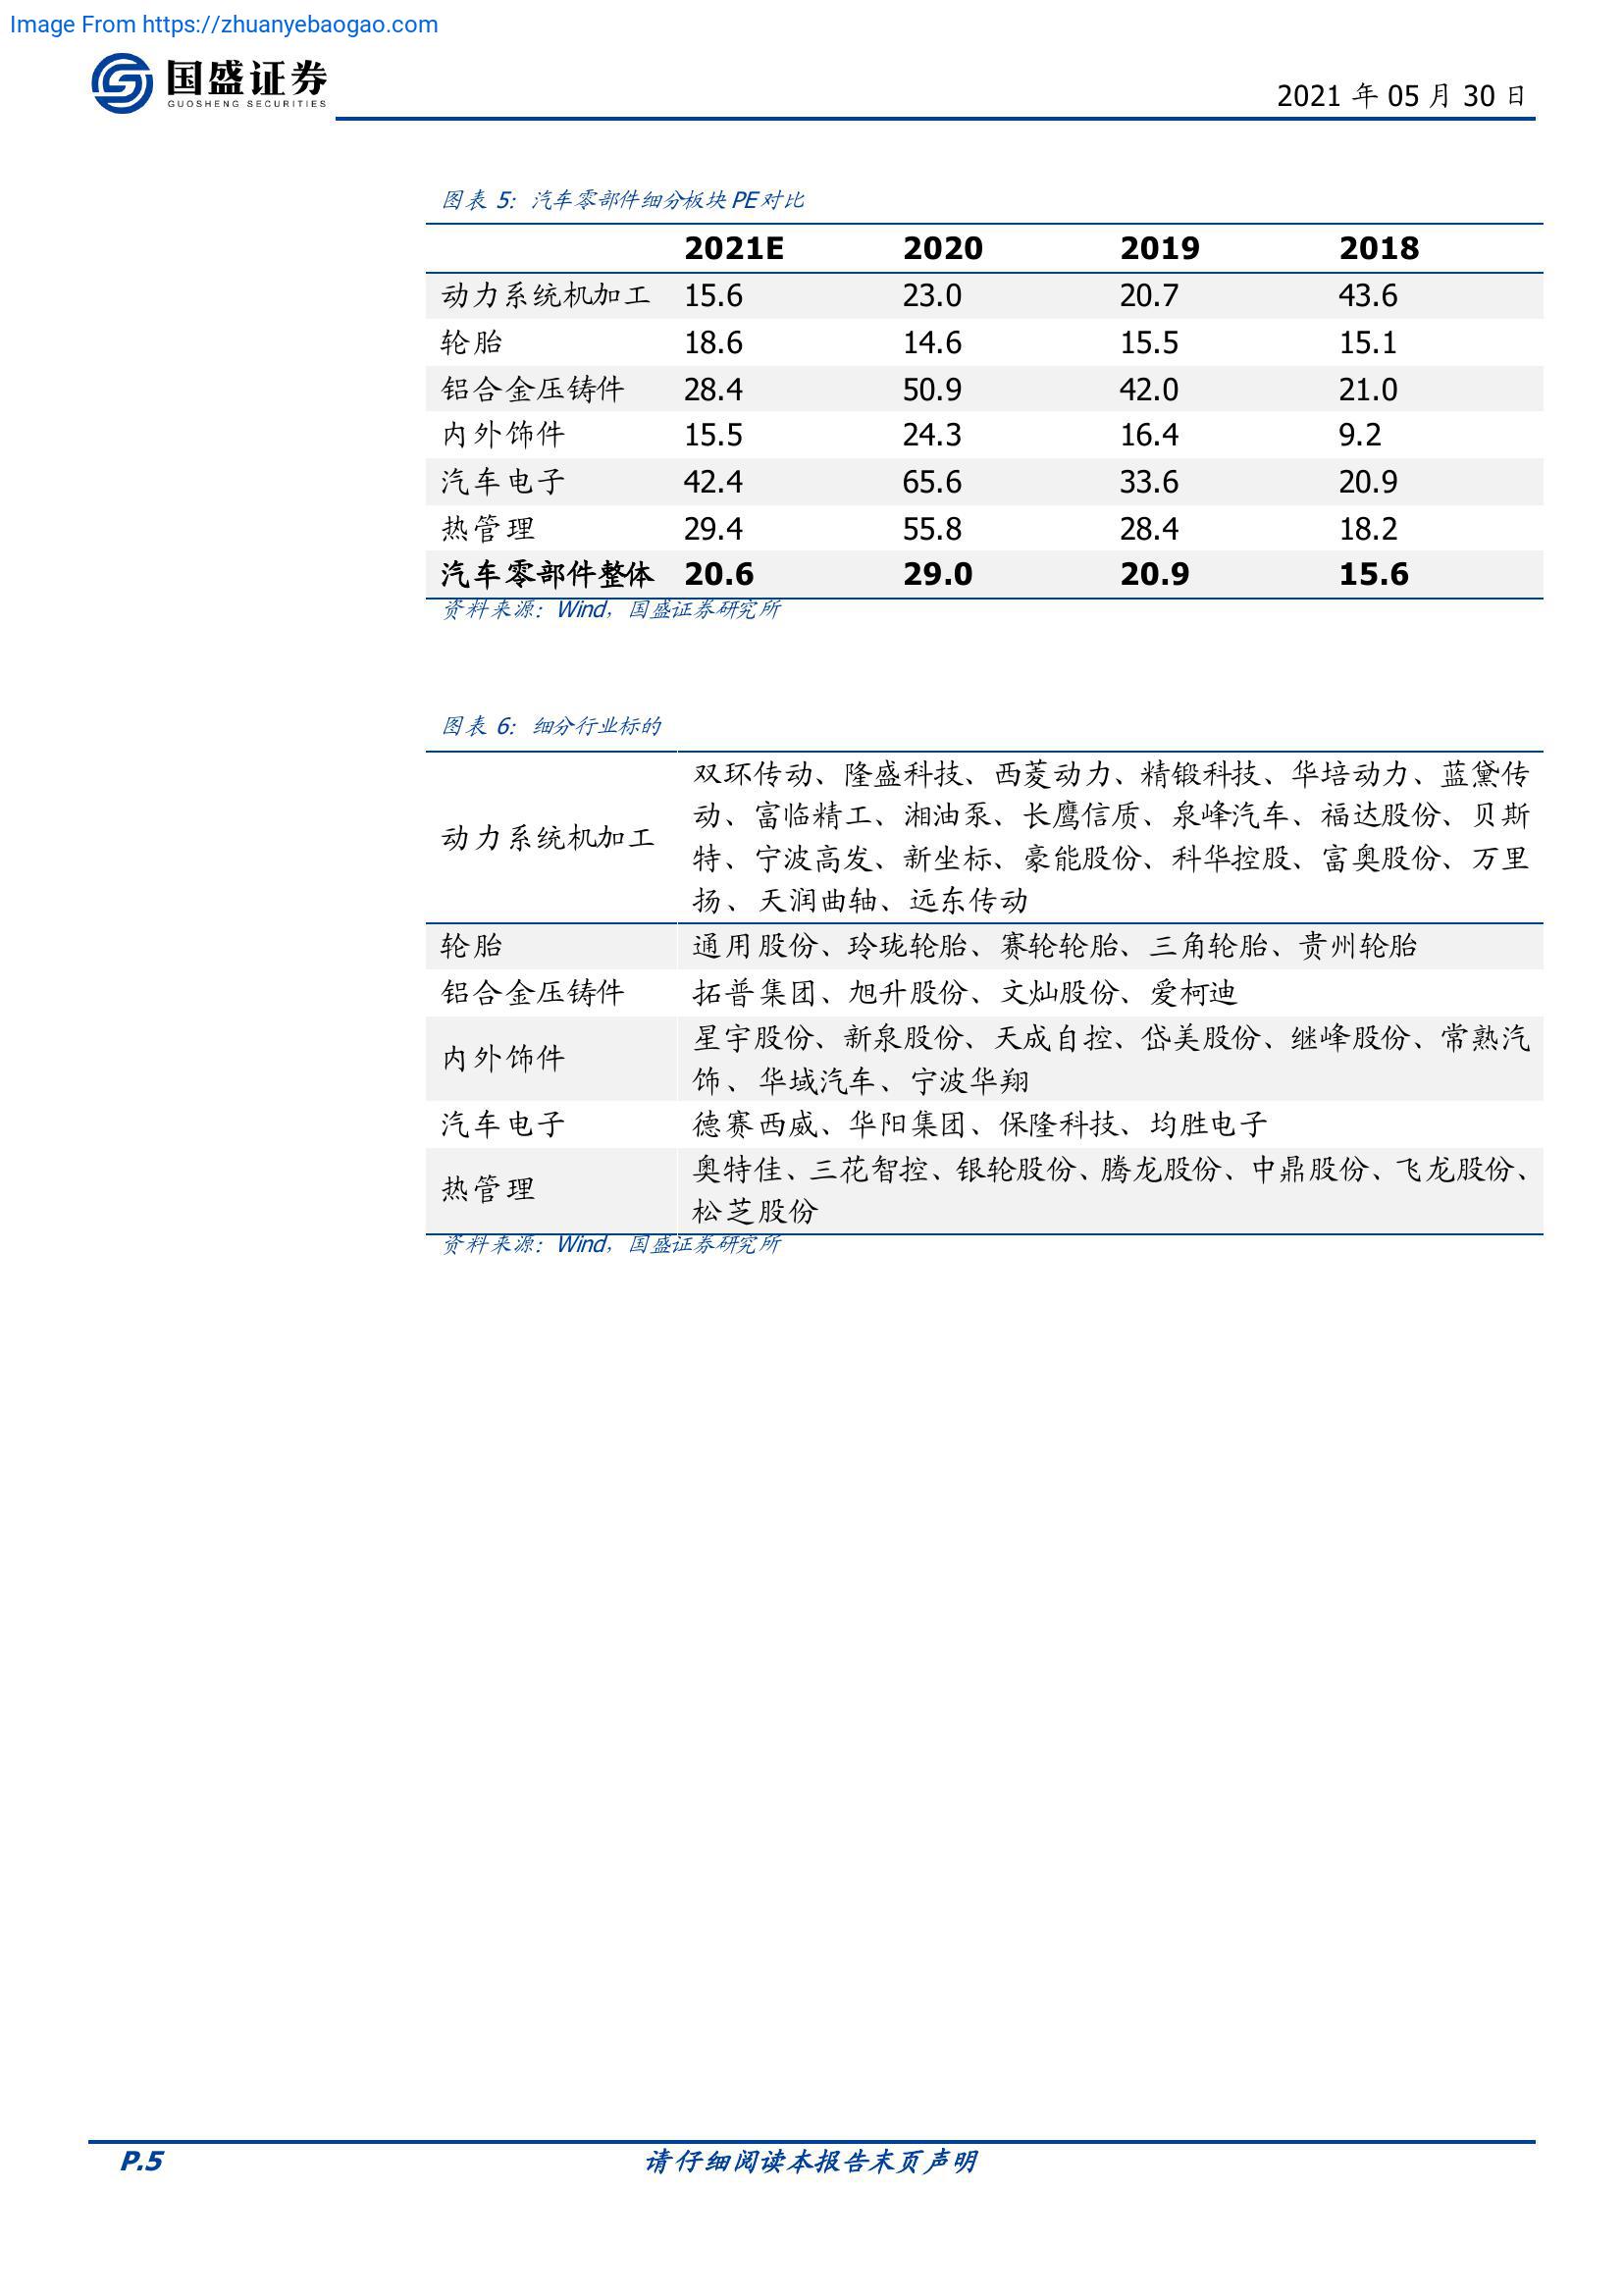 Image From https://zhuanyebaogao.com
国盛证券
GUOSHENG SECURITIES
2021 年 05 月 30 日
图表 5：汽车零部件细分板块 PE 对比
2021E 2020 2019 2018
动力系统机加工 15.6 23.0 20.7 43.6
轮胎 18.6 14.6 15.5 15.1
铝合金压铸件 28.4 50.9 42.0 21.0
内外饰件 15.5 24.3 16.4 9.2
汽车电子 42.4 65.6 33.6 20.9
热管理 29.4 55.8 28.4 18.2
汽车零部件整体 20.6 29.0 20.9 15.6
资料来源：Wind，国盛证券研究所
图表 6：细分行业标的
动力系统机加工
双环传动、隆盛科技、西菱动力、精锻科技、华培动力、蓝黛传
动、富临精工、湘油泵、长鹰信质、泉峰汽车、福达股份、贝斯
特、宁波高发、新坐标、豪能股份、科华控股、富奥股份、万里
扬、天润曲轴、远东传动
轮胎 通用股份、玲珑轮胎、赛轮轮胎、三角轮胎、贵州轮胎
铝合金压铸件 拓普集团、旭升股份、文灿股份、爱柯迪
内外饰件
星宇股份、新泉股份、天成自控、岱美股份、继峰股份、常熟汽
饰、华域汽车、宁波华翔
汽车电子 德赛西威、华阳集团、保隆科技、均胜电子
热管理
奥特佳、三花智控、银轮股份、腾龙股份、中鼎股份、飞龙股份、
松芝股份
资料来源：Wind，国盛证券研究所
P.5 请仔细阅读本报告末页声明